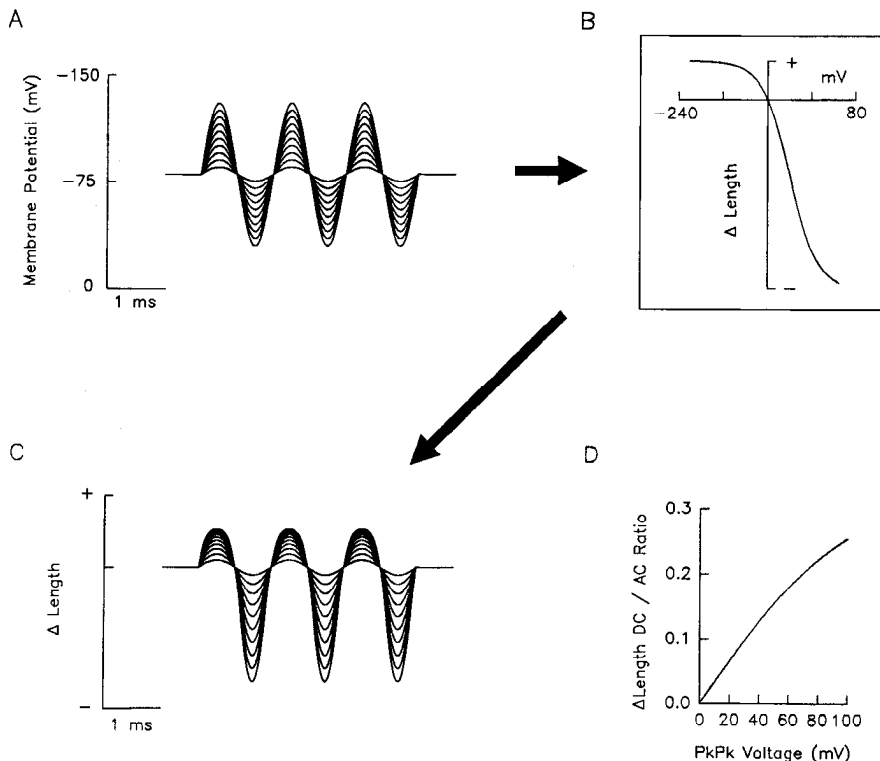 A
Membrane Potential (mV)
-150
-75
0
1 ms
B
+
mV
-240
80
Δ Length
-
C
+
Δ Length
-
1 ms
D
ΔLength DC / AC Ratio
0.3
0.2
0.1
0.0
0 20 40 60 80 100
PkPk Voltage (mV)